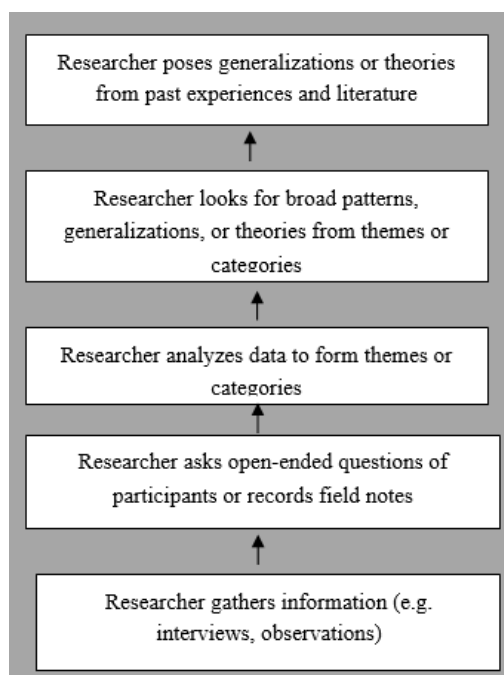 Researcher poses generalizations or theories
from past experiences and literature
Researcher looks for broad patterns,
generalizations, or theories from themes or
categories
Researcher analyzes data to form themes or
categories
Researcher asks open-ended questions of
participants or records field notes
Researcher gathers information (e.g.
interviews, observations)